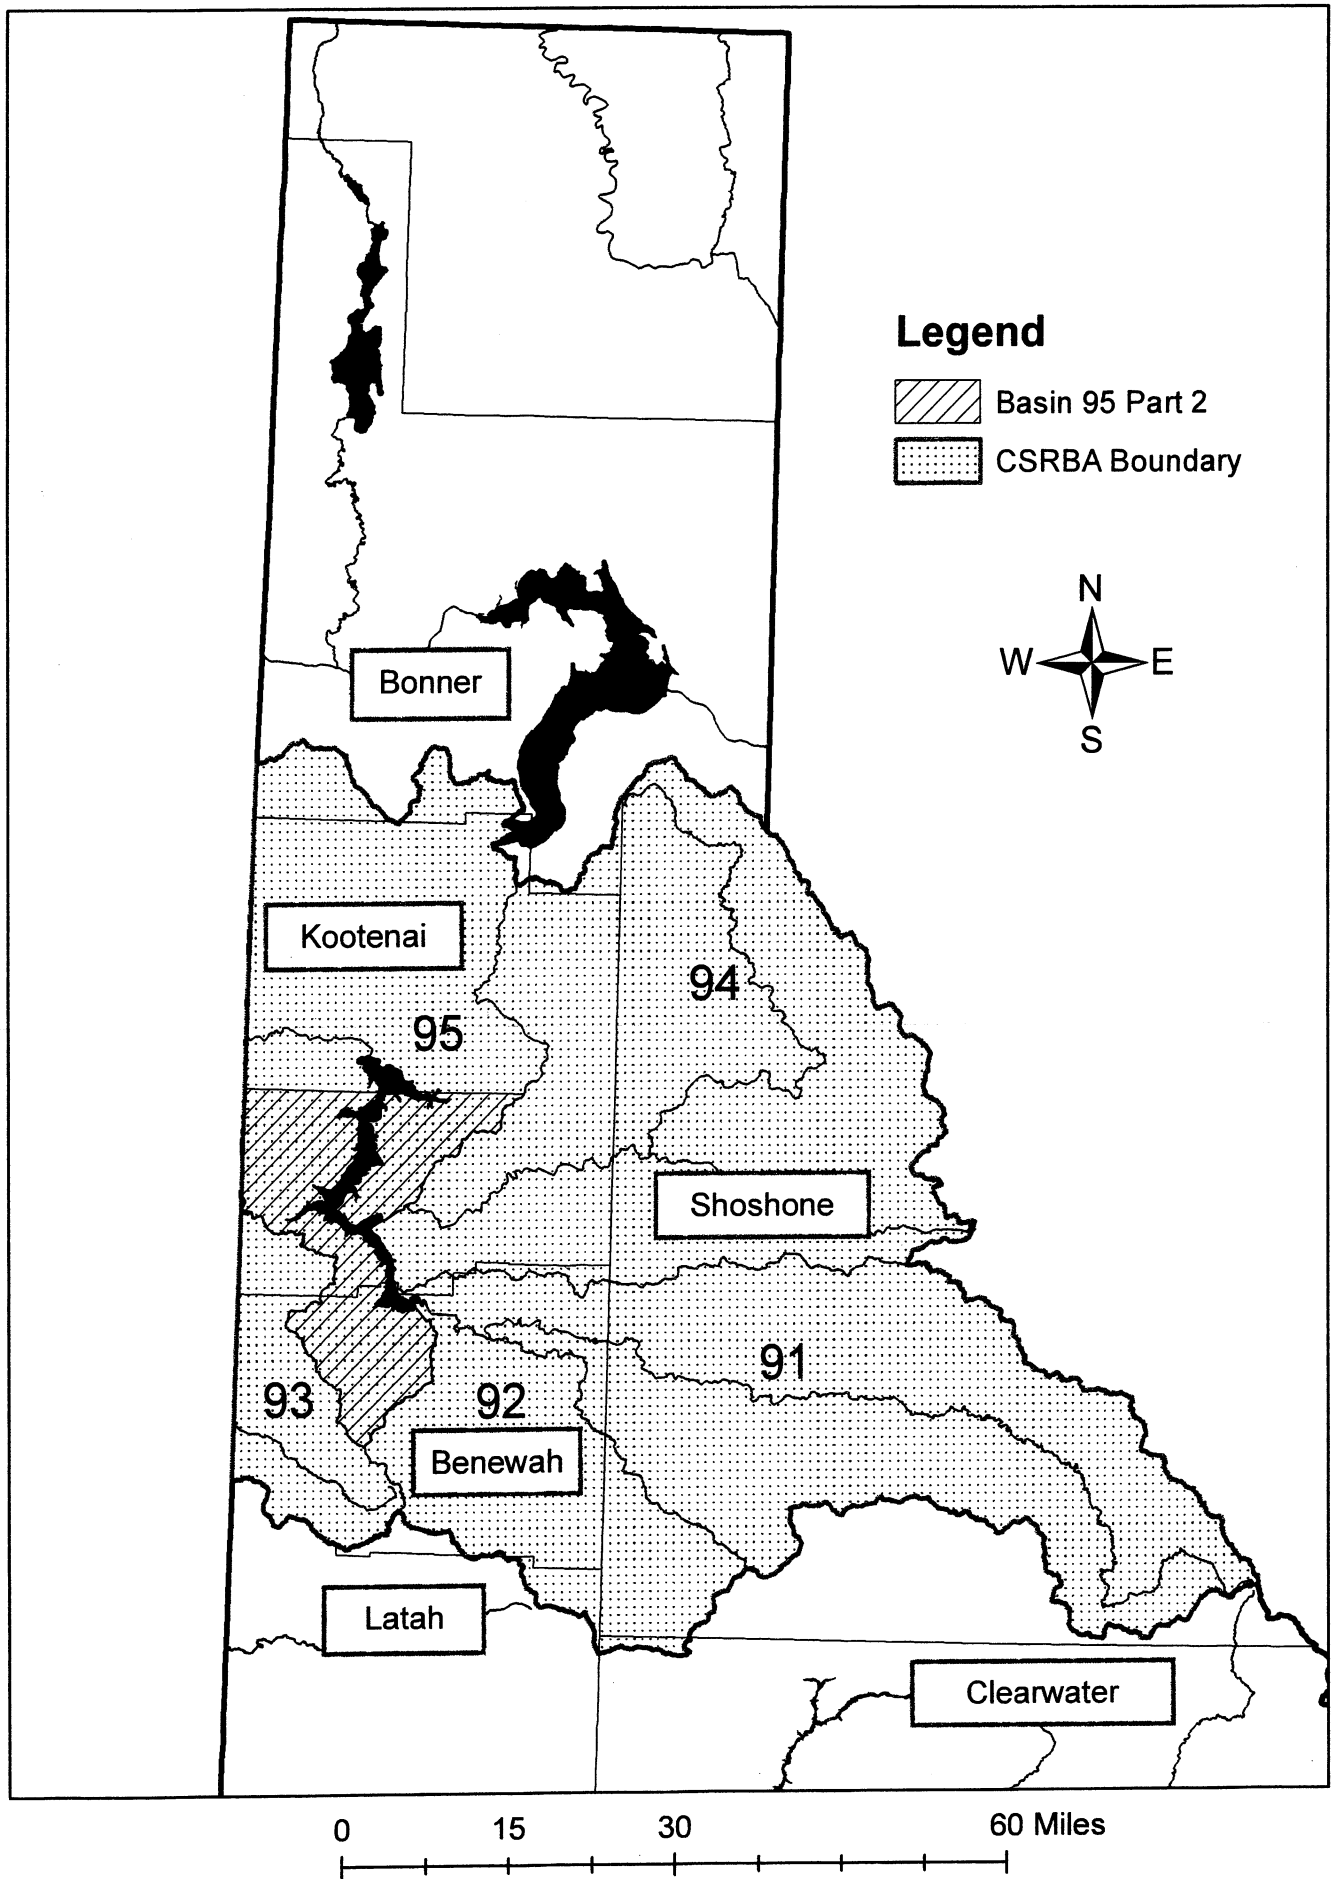 Legend
Basin 95 Part 2
CSRBA Boundary
N
W E
S
Bonner
Kootenai
94
95
Shoshone
91
93
92
Benewah
Latah
Clearwater
0 15 30 60 Miles